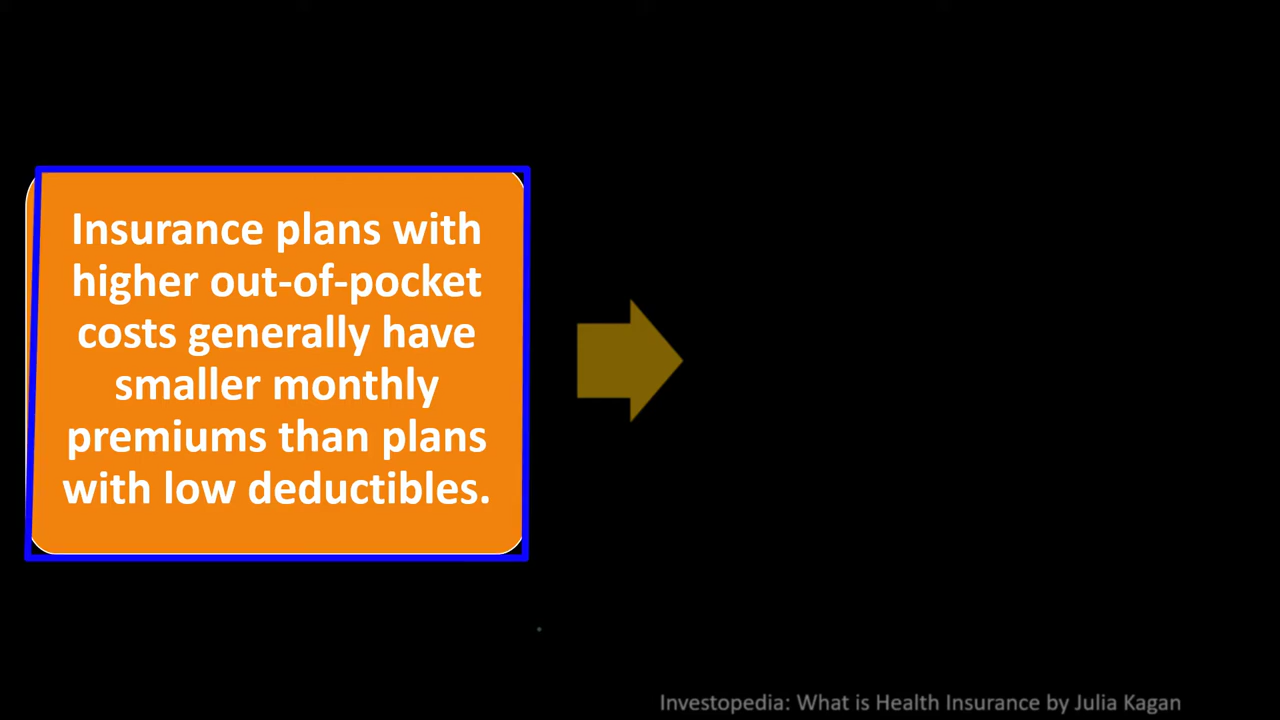 Insurance plans with
higher out-of-pocket
costs generally have
smaller monthly
premiums than plans
with low deductibles.
Investopedia: What is Health Insurance by Julia Kagan